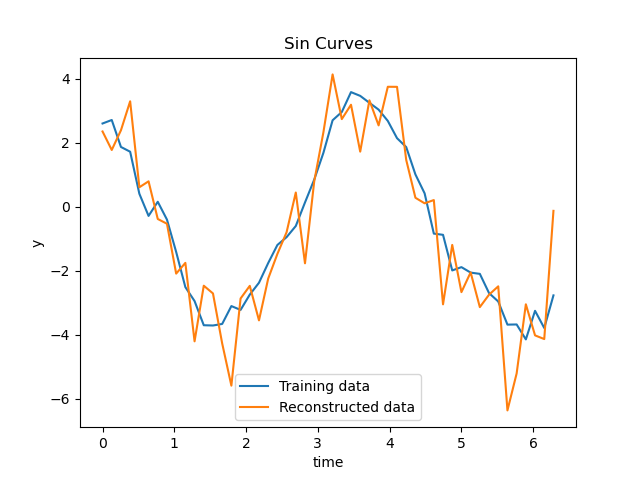 Sin Curves
4
2
0
−2
−4
−6
y
Training data
Reconstructed data
0 1 2 3 4 5 6
time